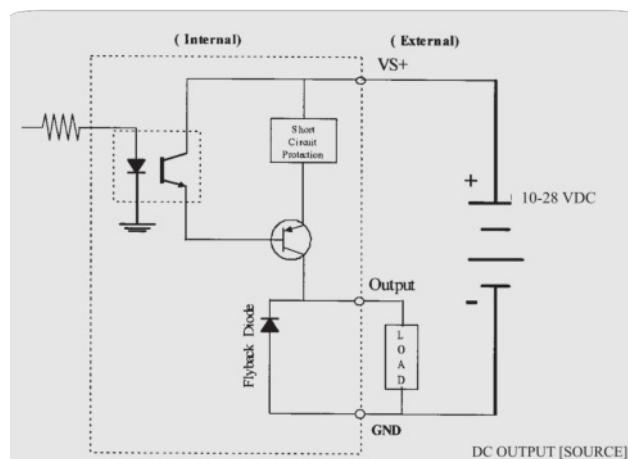 ( Internal)
(External)
VS+
Short
Circuit
Protection
+
10-28 VDC
Output
-
Flyback Diode
L
O
A
D
GND
DC OUTPUT [SOURCE]